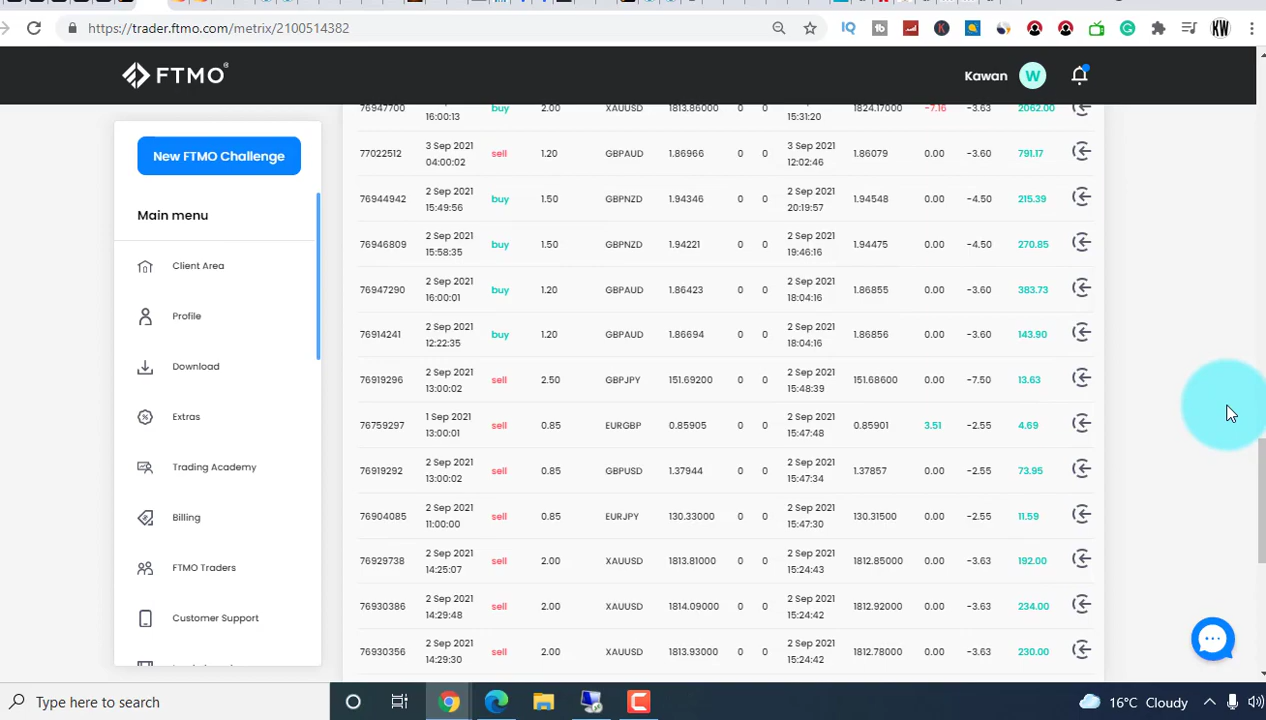 https://trader.ftmo.com/metrix/2100514382
KW
FTMO
Kawan W
New FTMO Challenge
Main menu
Client Area
Profile
Download
Extras
Trading Academy
Billing
FTMO Traders
Customer Support
76947700 16:00:13 buy 2.00 XAUUSD 1813.86000 0 0 15:31:20 1824.17000 -7.16 -3.63 2062.00
77022512 3 Sep 2021 04:00:02 sell 1.20 GBPAUD 1.86966 0 0 3 Sep 2021 12:02:46 1.86079 0.00 -3.60 791.17
76944942 2 Sep 2021 15:49:56 buy 1.50 GBPNZD 1.94346 0 0 2 Sep 2021 20:19:57 1.94548 0.00 -4.50 215.39
76946809 2 Sep 2021 15:58:35 buy 1.50 GBPNZD 1.94221 0 0 2 Sep 2021 19:46:16 1.94475 0.00 -4.50 270.85
76947290 2 Sep 2021 16:00:01 buy 1.20 GBPAUD 1.86423 0 0 2 Sep 2021 18:04:16 1.86855 0.00 -3.60 383.73
76914241 2 Sep 2021 12:22:35 buy 1.20 GBPAUD 1.86694 0 0 2 Sep 2021 18:04:16 1.86856 0.00 -3.60 143.90
76919296 2 Sep 2021 13:00:02 sell 2.50 GBPJPY 151.69200 0 0 2 Sep 2021 15:48:39 151.68600 0.00 -7.50 13.63
76759297 1 Sep 2021 13:00:01 sell 0.85 EURGBP 0.85905 0 0 2 Sep 2021 15:47:48 0.85901 3.51 -2.55 4.69
76919292 2 Sep 2021 13:00:02 sell 0.85 GBPUSD 1.37944 0 0 2 Sep 2021 15:47:34 1.37857 0.00 -2.55 73.95
76904085 2 Sep 2021 11:00:00 sell 0.85 EURJPY 130.33000 0 0 2 Sep 2021 15:47:30 130.31500 0.00 -2.55 11.59
76929738 2 Sep 2021 14:25:07 sell 2.00 XAUUSD 1813.81000 0 0 2 Sep 2021 15:24:43 1812.85000 0.00 -3.63 192.00
76930386 2 Sep 2021 14:29:48 sell 2.00 XAUUSD 1814.09000 0 0 2 Sep 2021 15:24:42 1812.92000 0.00 -3.63 234.00
76930356 2 Sep 2021 14:29:30 sell 2.00 XAUUSD 1813.93000 0 0 2 Sep 2021 15:24:42 1812.78000 0.00 -3.63 230.00
Type here to search
16°C Cloudy